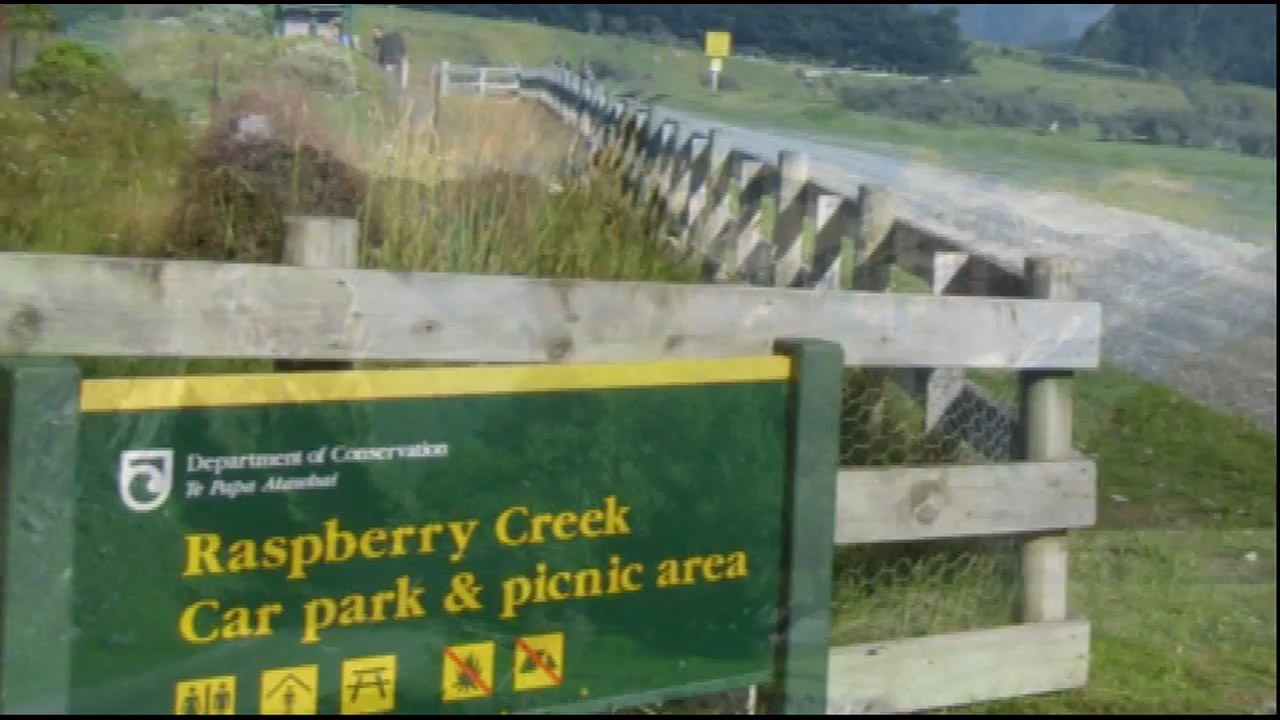 Department of Conservation
Te Papa Atawhai
Raspberry Creek
Car park & picnic area